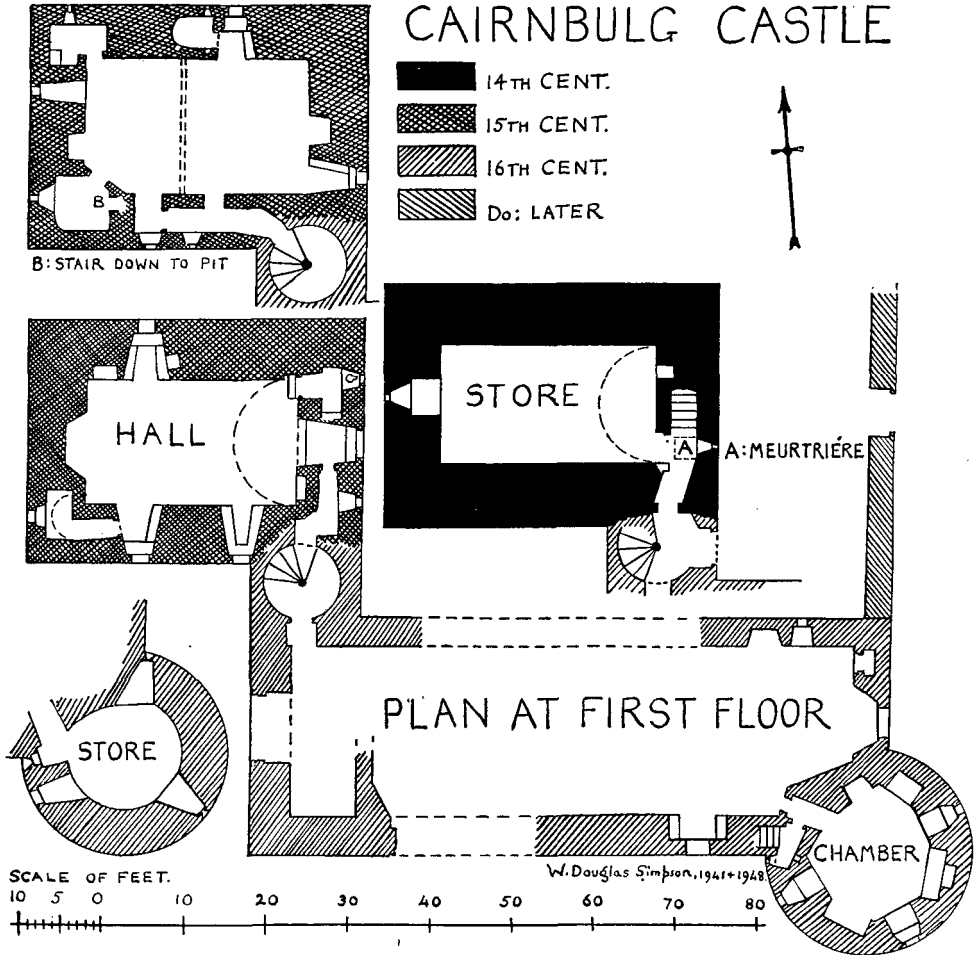 CAIRNBULG CASTLE
14TH CENT.
15TH CENT.
16TH CENT.
Do: LATER
B
B: STAIR DOWN TO PIT
HALL
STORE
A
A: MEURTRIÉRE
STORE
PLAN AT FIRST FLOOR
CHAMBER
W. Douglas Simpson, 1941+1948.
SCALE OF FEET.
10 5 0 10 20 30 40 50 60 70 80